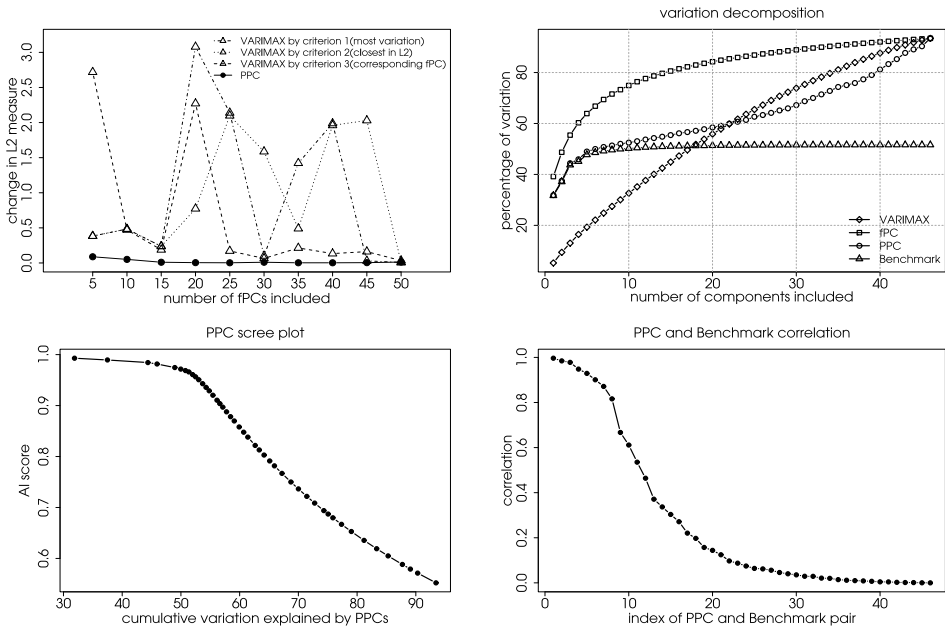 VARIMAX by criterion 1(most variation)
VARIMAX by criterion 2(closest in L2)
VARIMAX by criterion 3(corresponding fPC)
PPC
change in L2 measure
0.0
0.5
1.0
1.5
2.0
2.5
3.0
5 10 15 20 25 30 35 40 45 50
number of fPCs included
variation decomposition
percentage of variation
20
40
60
80
VARIMAX
fPC
PPC
Benchmark
0 10 20 30 40
number of components included
PPC scree plot
AI score
0.6
0.7
0.8
0.9
1.0
30 40 50 60 70 80 90
cumulative variation explained by PPCs
PPC and Benchmark correlation
correlation
0.0
0.2
0.4
0.6
0.8
1.0
0 10 20 30 40
index of PPC and Benchmark pair